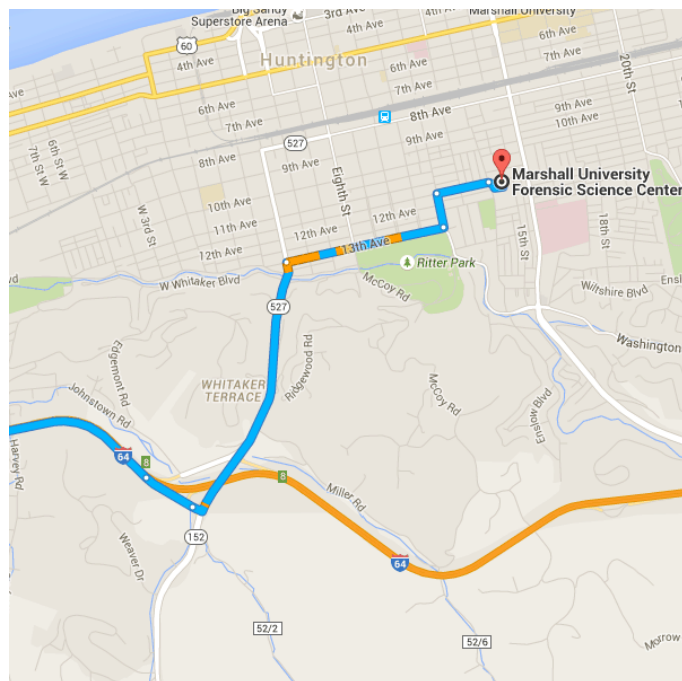 Big Sandy
Superstore Arena
3rd Ave
Marshall University
60
4th Ave
Huntington
4th Ave
5th Ave
20th St
6th Ave
7th Ave
7th Ave
6th Ave
7th Ave
6th St W
7th St W
8th Ave
527
8th Ave
9th Ave
9th Ave
10th Ave
8th Ave
9th Ave
Eighth St
Marshall University
Forensic Science Center
10th Ave
11th Ave
W 3rd St
12th Ave
12th Ave
12th Ave
13th Ave
15th St
18th St
Ritter Park
W Whitaker Blvd
McCoy Rd
Wiltshire Blvd
Ensl
527
Washington
Edgemont Rd
Ridgewood Rd
WHITAKER
TERRACE
McCoy Rd
Johnstown Rd
Enslow Blvd
Harvey Rd
64
8
8
Miller Rd
152
64
Weaver Dr
52/2
52/6
Morrow